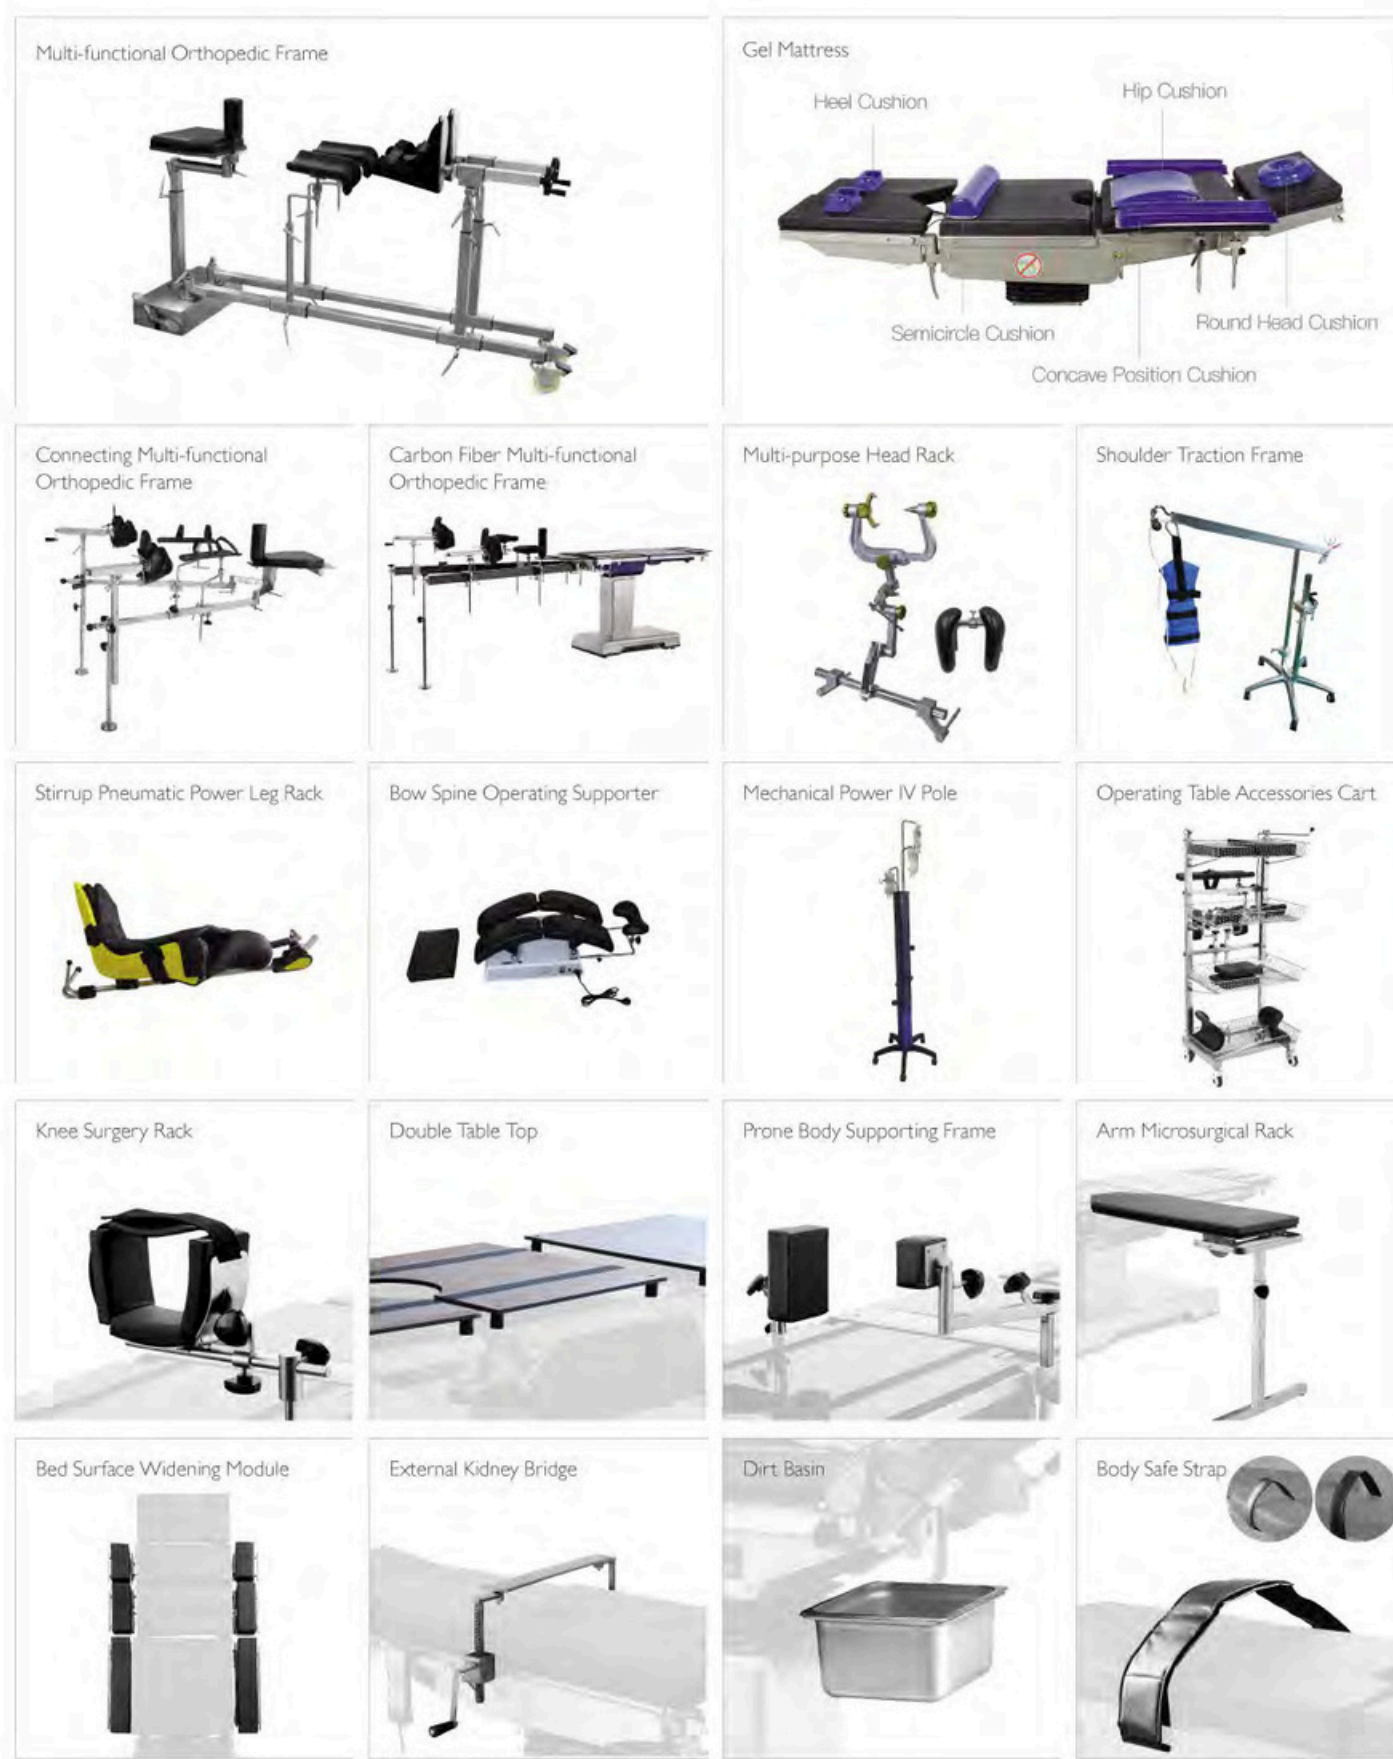 Multi-functional Orthopedic Frame
Gel Mattress
Heel Cushion
Hip Cushion
Semicircle Cushion
Round Head Cushion
Concave Position Cushion
Connecting Multi-functional
Orthopedic Frame
Carbon Fiber Multi-functional
Orthopedic Frame
Multi-purpose Head Rack
Shoulder Traction Frame
Stirrup Pneumatic Power Leg Rack
Bow Spine Operating Supporter
Mechanical Power IV Pole
Operating Table Accessories Cart
Knee Surgery Rack
Double Table Top
Prone Body Supporting Frame
Arm Microsurgical Rack
Bed Surface Widening Module
External Kidney Bridge
Dirt Basin
Body Safe Strap